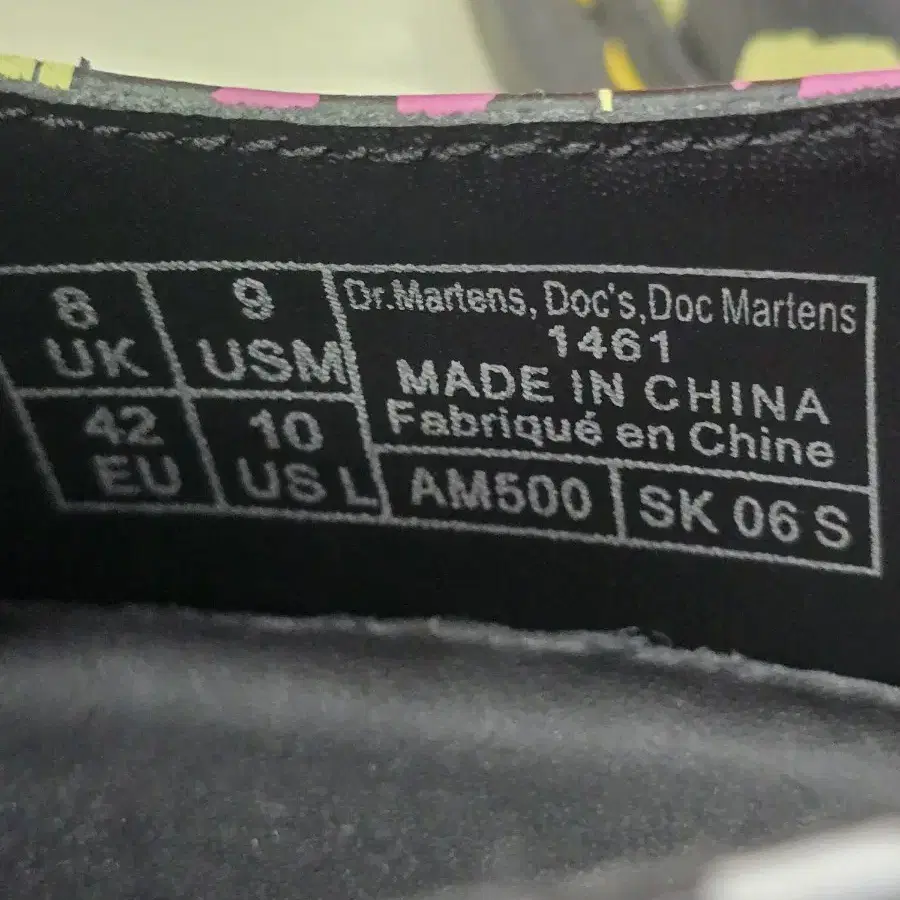 8
UK
9
USM
42
EU
10
US L
Dr.Martens, Doc's,Doc Martens
1461
MADE IN CHINA
Fabriqué en Chine
AM500
SK 06 S